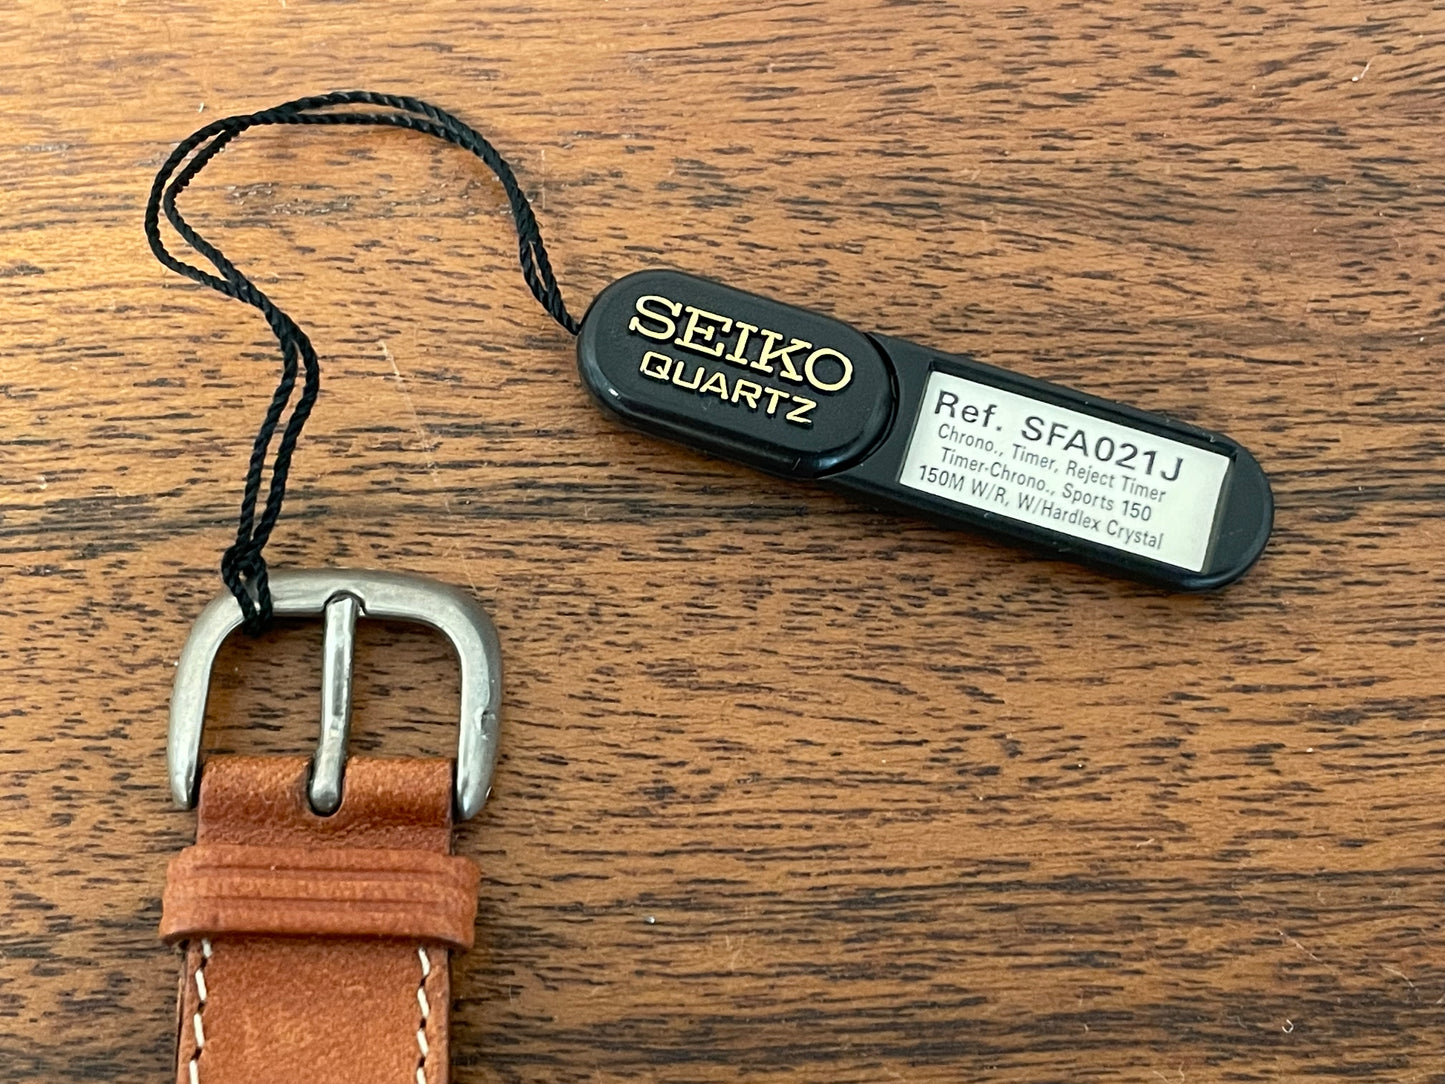 SEIKO
QUARTZ
Ref. SFA021J
Chrono., Timer, Reject Timer
Timer-Chrono., Sports 150
150M W/R, W/Hardlex Crystal